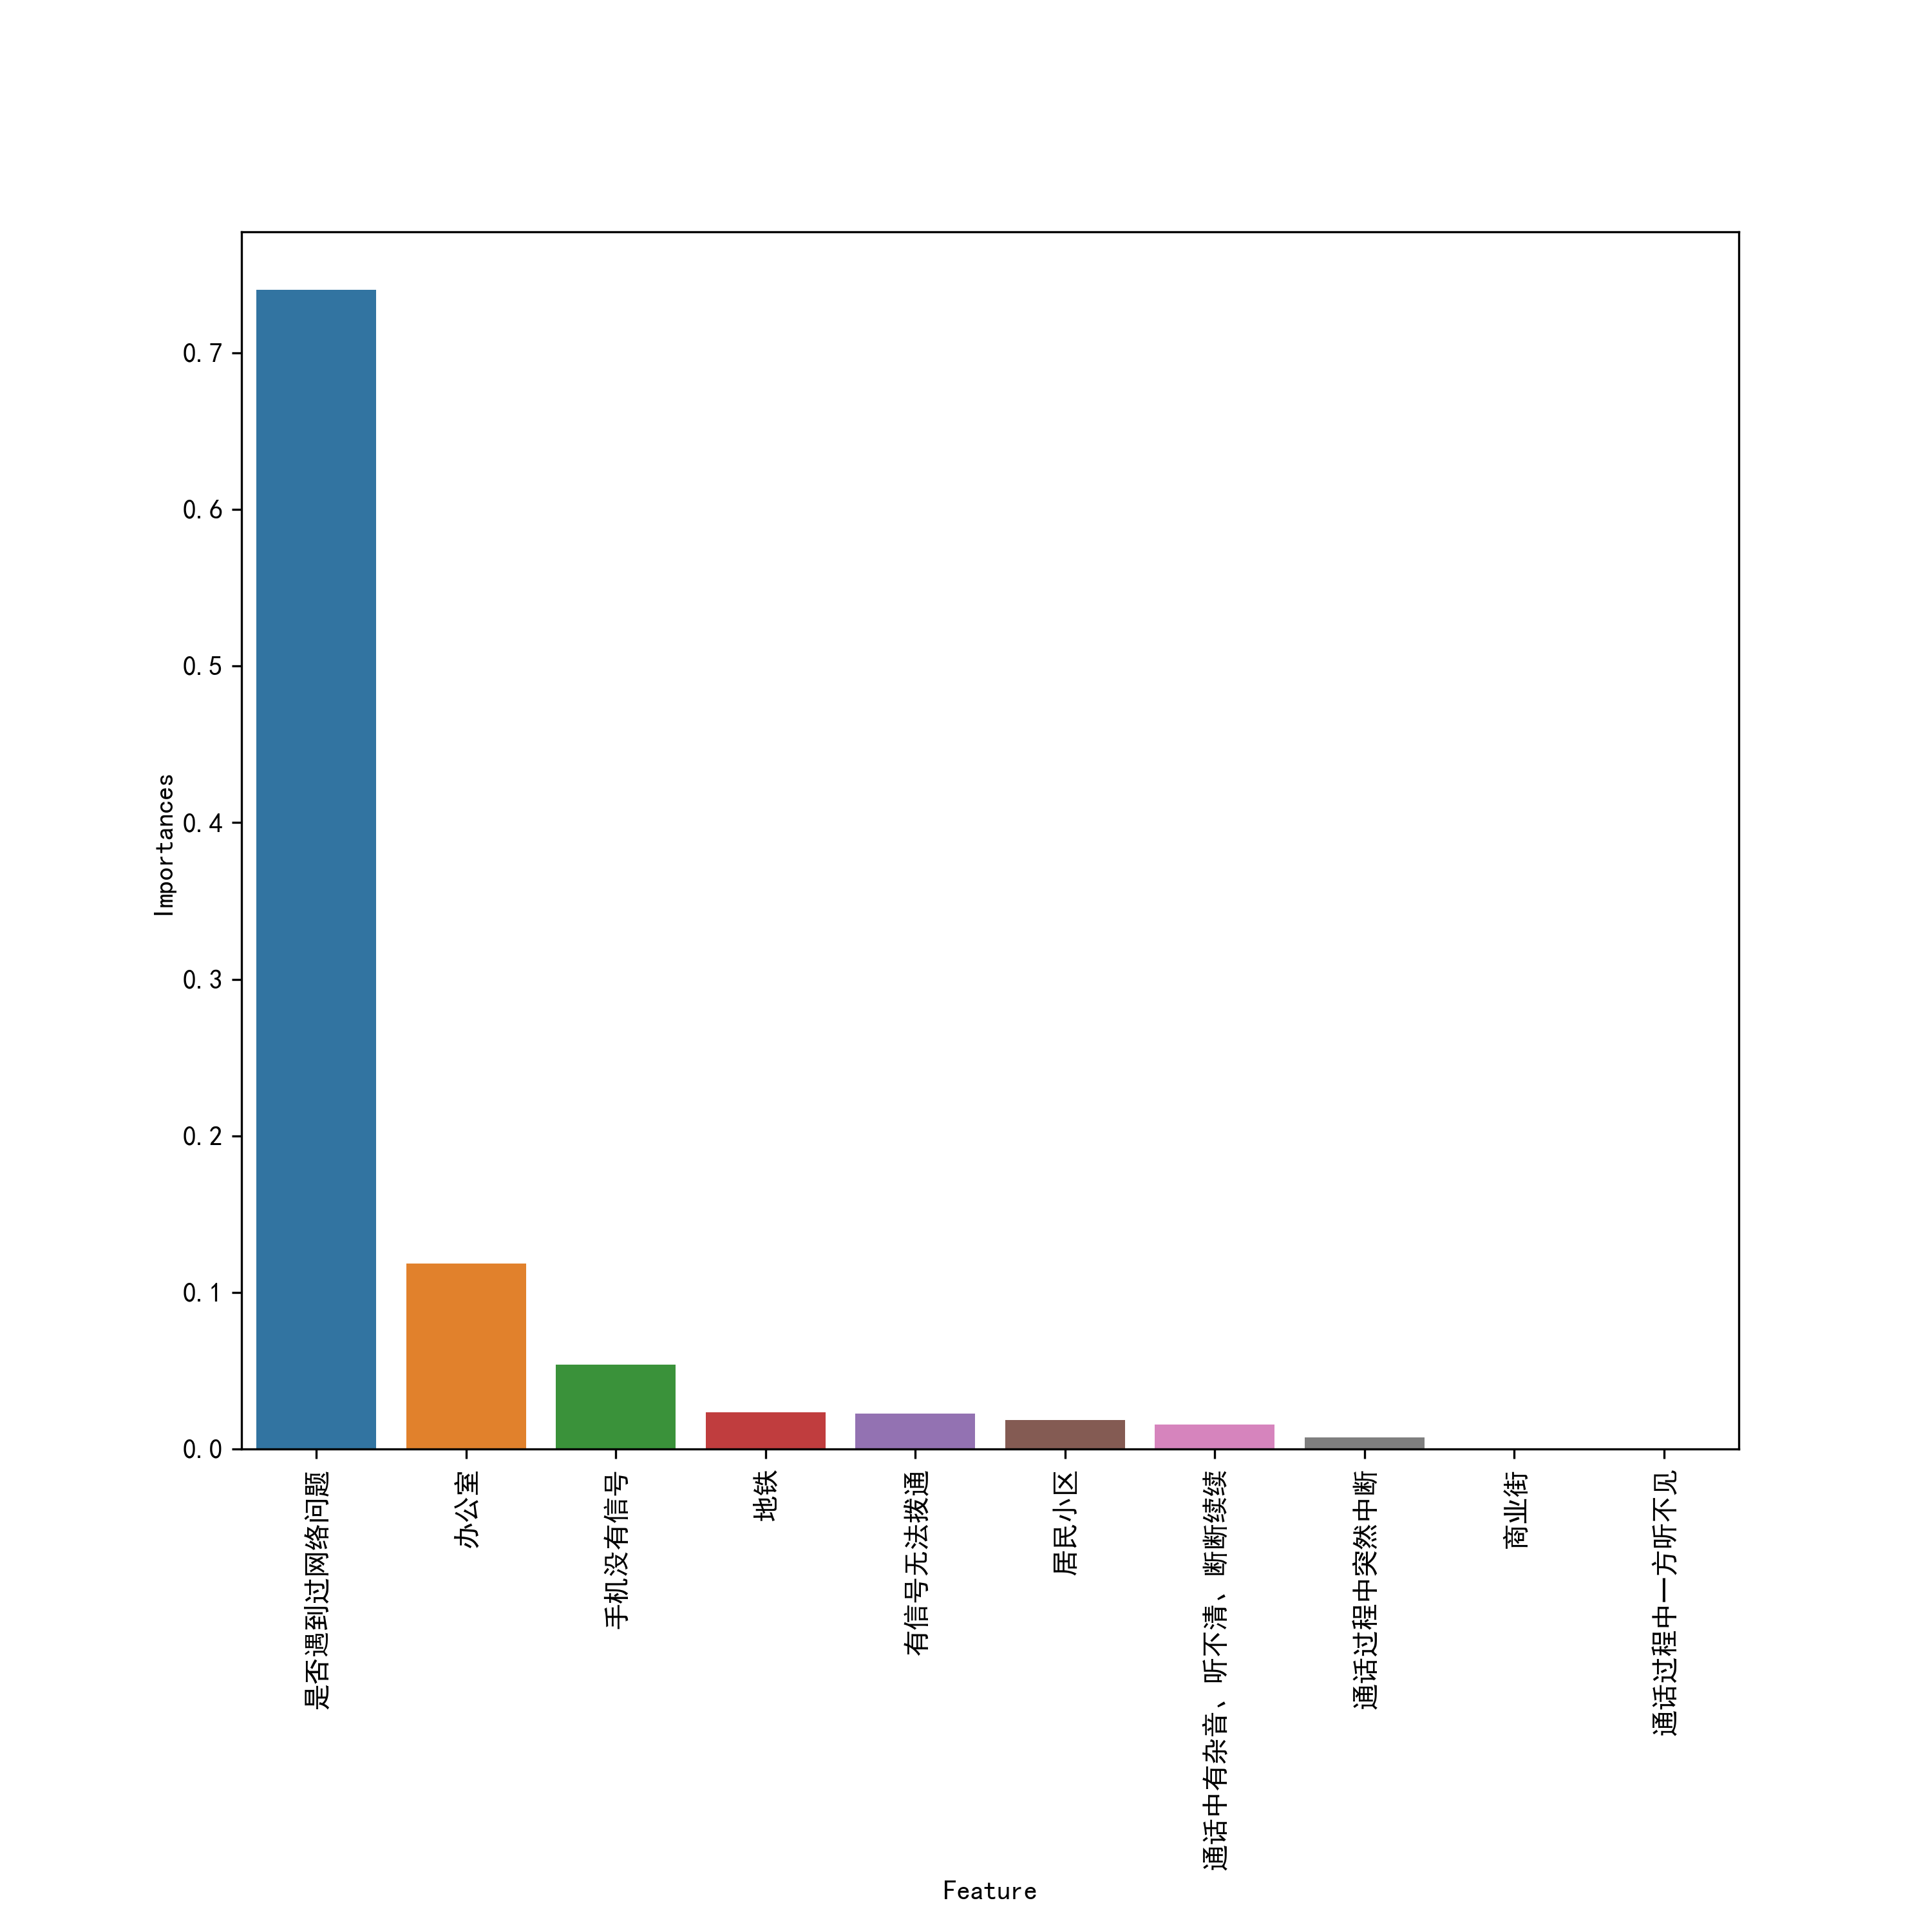 0.7
0.6
0.5
0.4
0.3
0.2
0.1
0.0
Importances
是否遇到过网络问题
办公室
手机没有信号
地铁
有信号无法拨通
居民小区
通话中有杂音、听不清、断断续续
通话过程中突然中断
商业街
通话过程中一方听不见
Feature